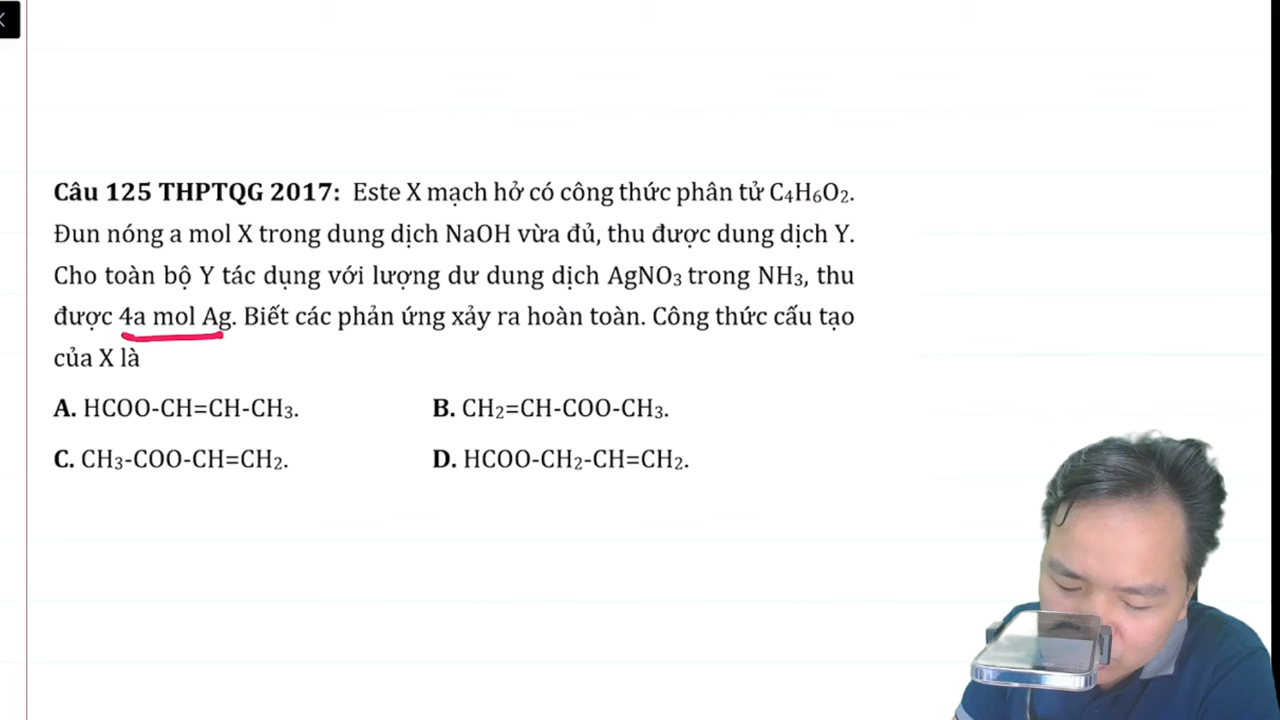 Câu 125 THPTQG 2017: Este X mạch hở có công thức phân tử C₄H₆O₂.
Đun nóng a mol X trong dung dịch NaOH vừa đủ, thu được dung dịch Y.
Cho toàn bộ Y tác dụng với lượng dư dung dịch AgNO₃ trong NH₃, thu
được 4a mol Ag. Biết các phản ứng xảy ra hoàn toàn. Công thức cấu tạo
của X là
A. HCOO-CH=CH-CH₃. B. CH₂=CH-COO-CH₃.
C. CH₃-COO-CH=CH₂. D. HCOO-CH₂-CH=CH₂.